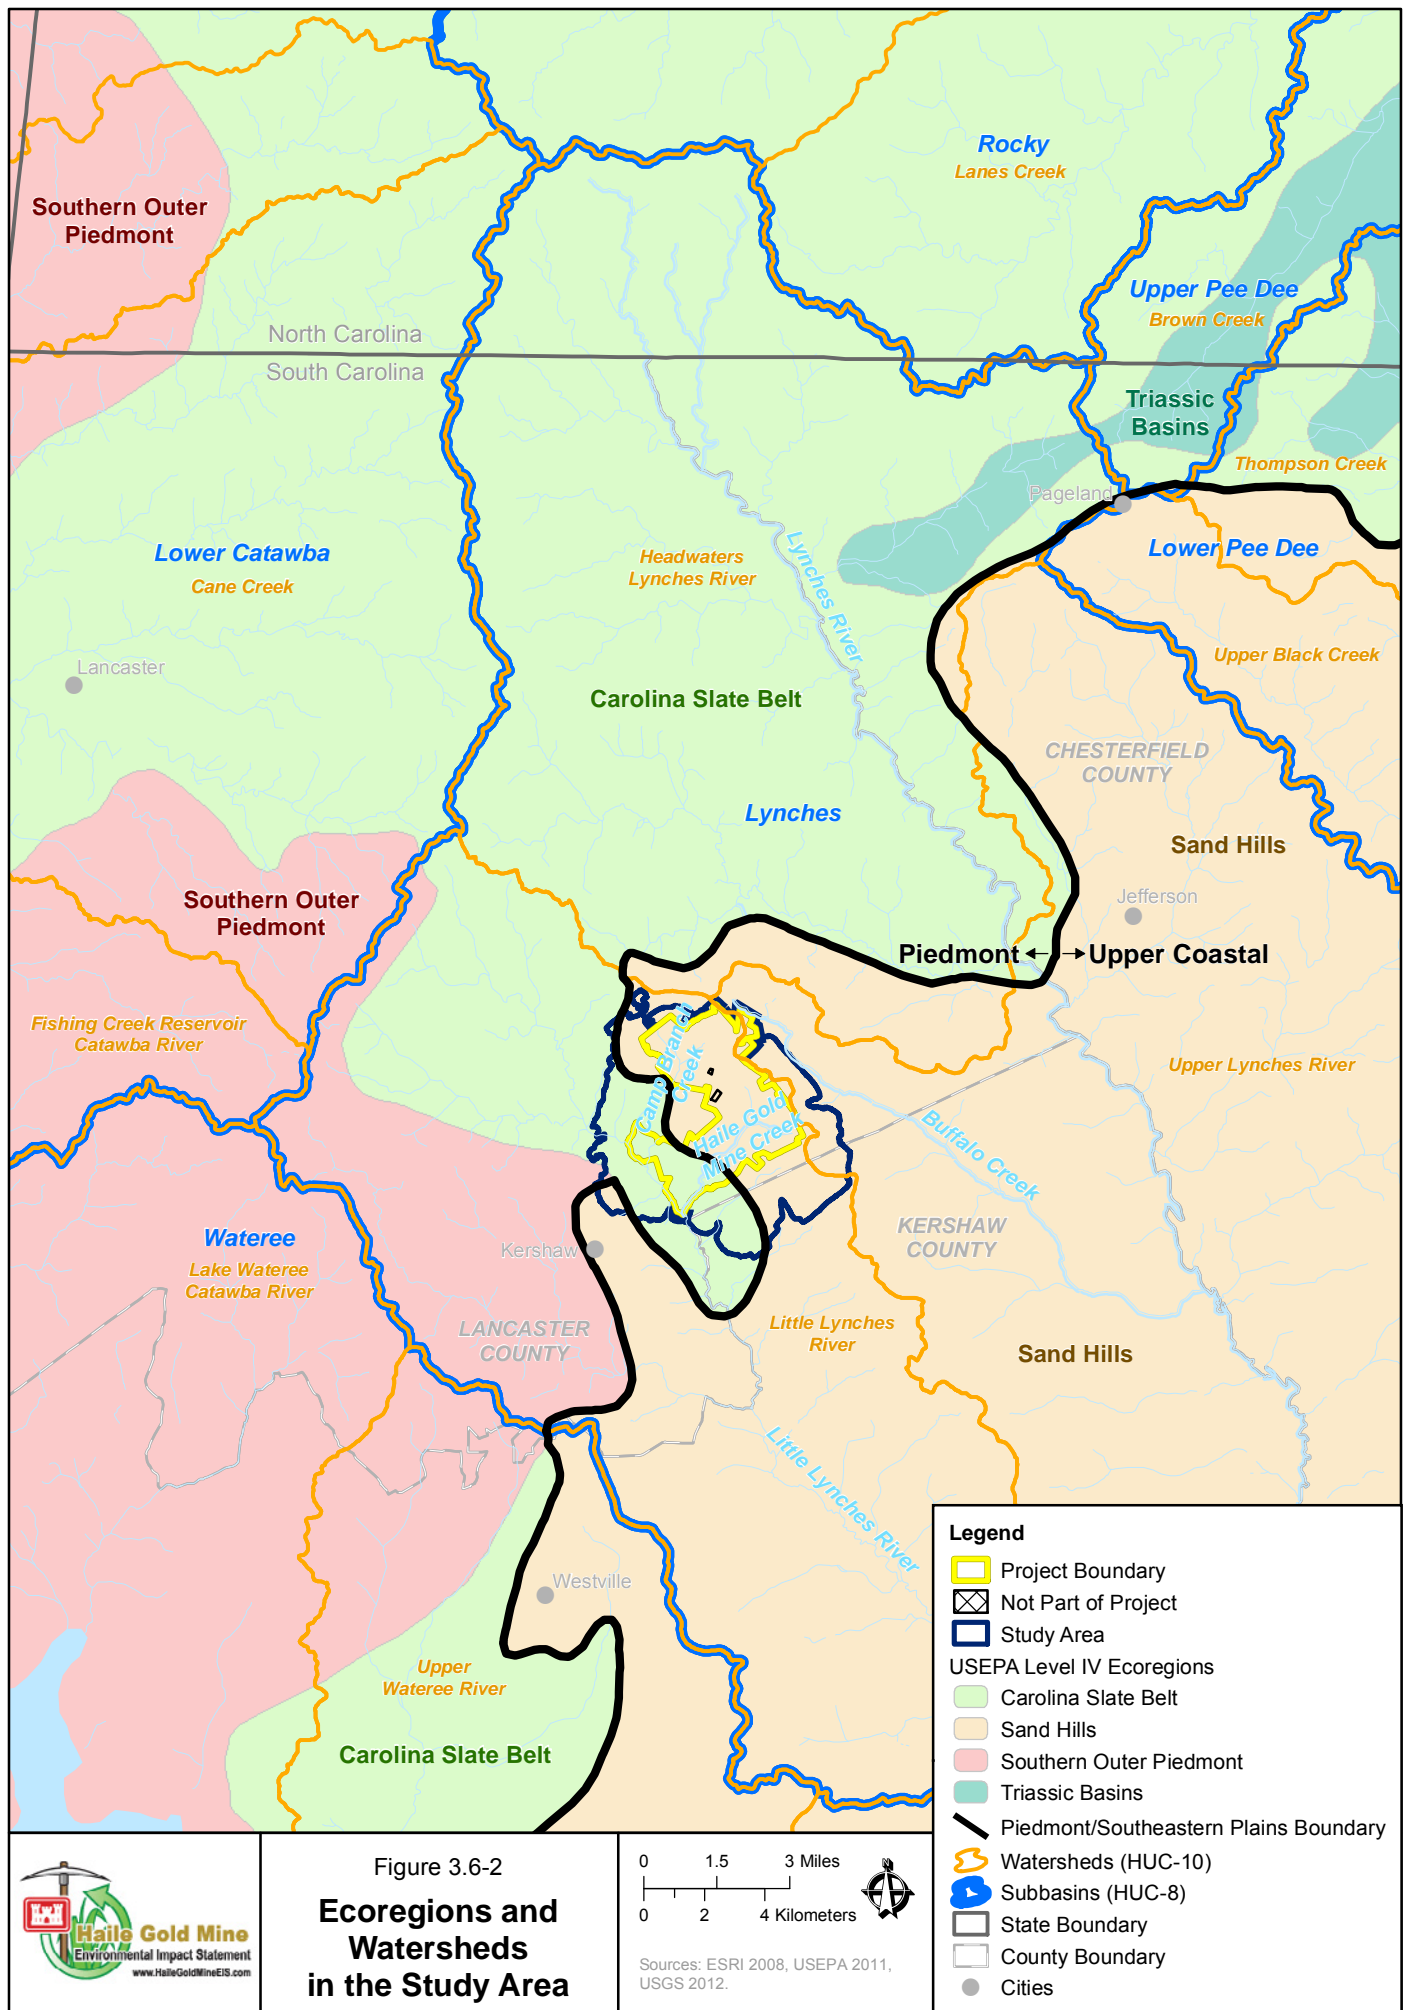 Rocky
Lanes Creek
Southern Outer
Piedmont
Upper Pee Dee
Brown Creek
North Carolina
South Carolina
Triassic
Basins
Thompson Creek
Pageland
Lower Catawba
Cane Creek
Headwaters
Lynches River
Lynches River
Lower Pee Dee
Upper Black Creek
Lancaster
Carolina Slate Belt
CHESTERFIELD
COUNTY
Lynches
Sand Hills
Southern Outer
Piedmont
Jefferson
Piedmont
Upper Coastal
Fishing Creek Reservoir
Catawba River
Camp Branch
Creek
Haile Gold
Mine Creek
Buffalo Creek
Upper Lynches River
Wateree
Lake Wateree
Catawba River
Kershaw
KERSHAW
COUNTY
LANCASTER
COUNTY
Little Lynches
River
Sand Hills
Little Lynches River
Westville
Upper
Wateree River
Carolina Slate Belt
Legend
Project Boundary
Not Part of Project
Study Area
USEPA Level IV Ecoregions
Carolina Slate Belt
Sand Hills
Southern Outer Piedmont
Triassic Basins
Piedmont/Southeastern Plains Boundary
Watersheds (HUC-10)
Subbasins (HUC-8)
State Boundary
County Boundary
Cities
Haile Gold Mine
Environmental Impact Statement
www.HaileGoldMineEIS.com
Figure 3.6-2
Ecoregions and
Watersheds
in the Study Area
0 1.5 3 Miles
0 2 4 Kilometers
Sources: ESRI 2008, USEPA 2011,
USGS 2012.